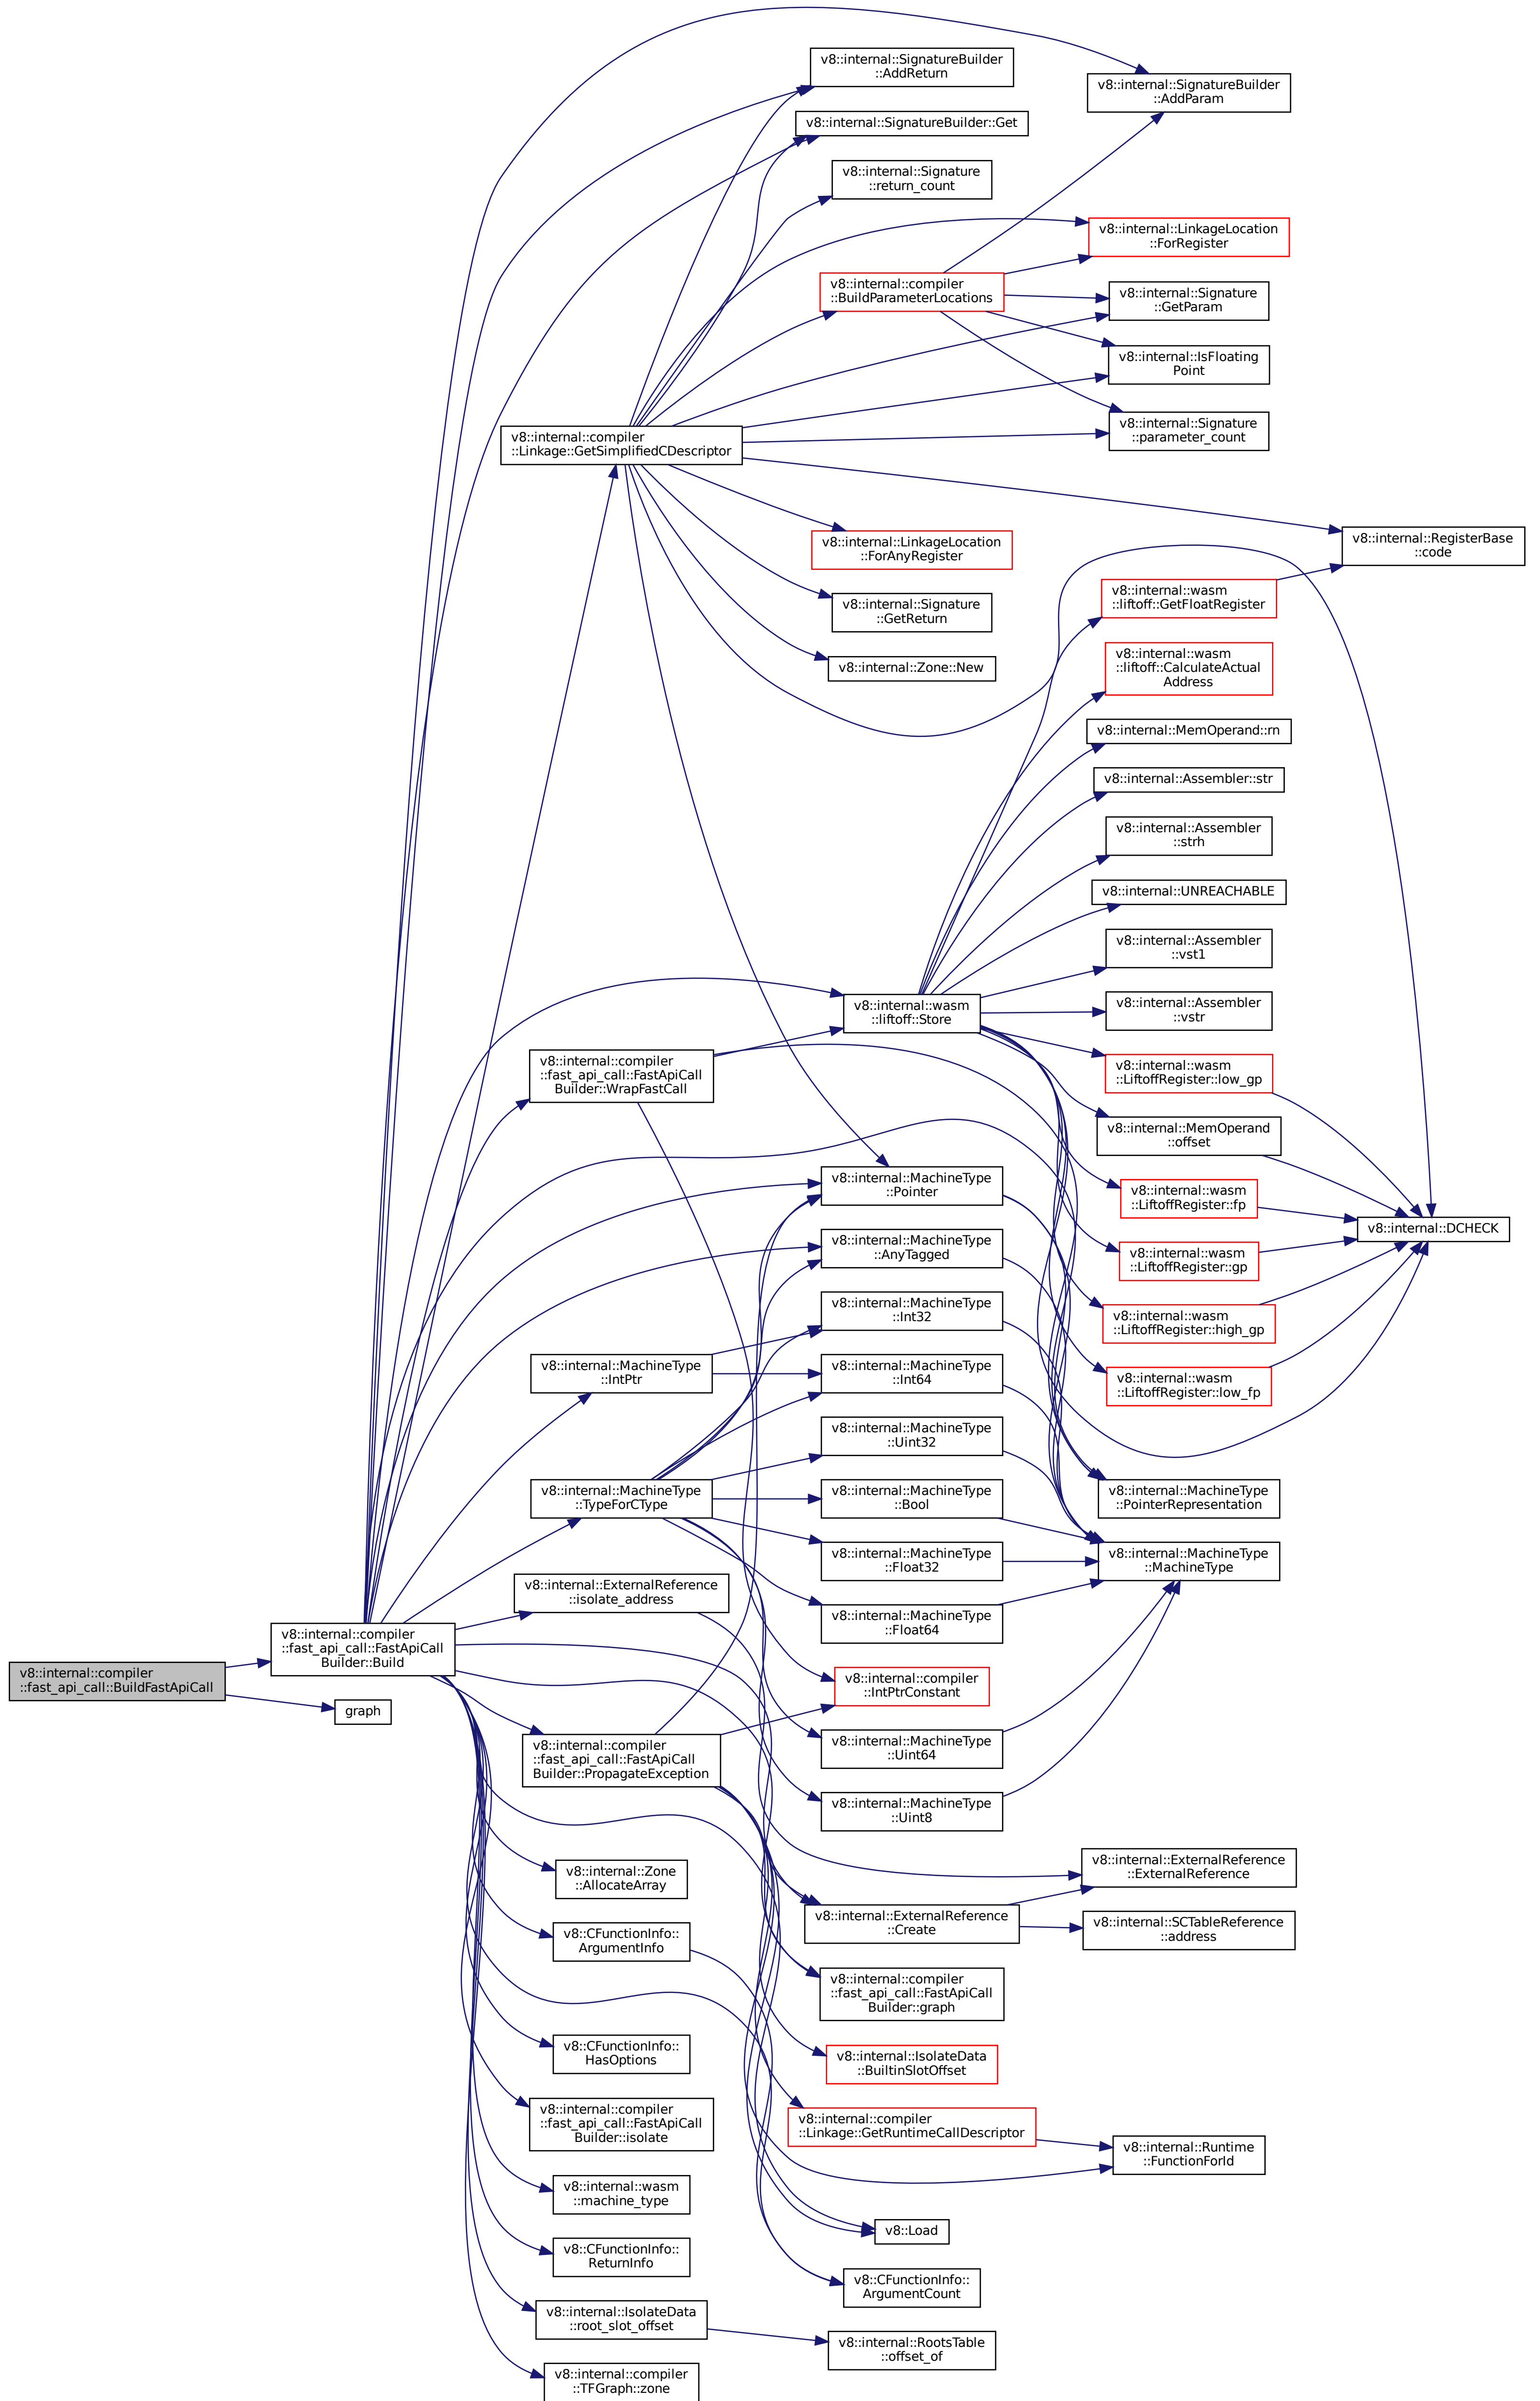 v8::internal::SignatureBuilder
::AddReturn
v8::internal::SignatureBuilder
::AddParam
v8::internal::SignatureBuilder::Get
v8::internal::Signature
::return_count
v8::internal::LinkageLocation
::ForRegister
v8::internal::compiler
::BuildParameterLocations
v8::internal::Signature
::GetParam
v8::internal::IsFloating
Point
v8::internal::Signature
::parameter_count
v8::internal::compiler
::Linkage::GetSimplifiedCDescriptor
v8::internal::LinkageLocation
::ForAnyRegister
v8::internal::RegisterBase
::code
v8::internal::wasm
::liftoff::GetFloatRegister
v8::internal::Signature
::GetReturn
v8::internal::Zone::New
v8::internal::wasm
::liftoff::CalculateActual
Address
v8::internal::MemOperand::rn
v8::internal::Assembler::str
v8::internal::Assembler
::strh
v8::internal::UNREACHABLE
v8::internal::Assembler
::vst1
v8::internal::wasm
::liftoff::Store
v8::internal::Assembler
::vstr
v8::internal::compiler
::fast_api_call::FastApiCall
Builder::WrapFastCall
v8::internal::wasm
::LiftoffRegister::low_gp
v8::internal::MemOperand
::offset
v8::internal::MachineType
::Pointer
v8::internal::wasm
::LiftoffRegister::fp
v8::internal::DCHECK
v8::internal::MachineType
::AnyTagged
v8::internal::wasm
::LiftoffRegister::gp
v8::internal::MachineType
::Int32
v8::internal::wasm
::LiftoffRegister::high_gp
v8::internal::MachineType
::IntPtr
v8::internal::MachineType
::Int64
v8::internal::wasm
::LiftoffRegister::low_fp
v8::internal::MachineType
::Uint32
v8::internal::MachineType
::TypeForCType
v8::internal::MachineType
::Bool
v8::internal::MachineType
::PointerRepresentation
v8::internal::MachineType
::Float32
v8::internal::MachineType
::MachineType
v8::internal::ExternalReference
::isolate_address
v8::internal::MachineType
::Float64
v8::internal::compiler
::fast_api_call::FastApiCall
Builder::Build
v8::internal::compiler
::fast_api_call::BuildFastApiCall
graph
v8::internal::compiler
::IntPtrConstant
v8::internal::compiler
::fast_api_call::FastApiCall
Builder::PropagateException
v8::internal::MachineType
::Uint64
v8::internal::MachineType
::Uint8
v8::internal::Zone
::AllocateArray
v8::internal::ExternalReference
::ExternalReference
v8::internal::ExternalReference
::Create
v8::internal::SCTableReference
::address
v8::CFunctionInfo::
ArgumentInfo
v8::internal::compiler
::fast_api_call::FastApiCall
Builder::graph
v8::CFunctionInfo::
HasOptions
v8::internal::IsolateData
::BuiltinSlotOffset
v8::internal::compiler
::fast_api_call::FastApiCall
Builder::isolate
v8::internal::compiler
::Linkage::GetRuntimeCallDescriptor
v8::internal::Runtime
::FunctionForId
v8::internal::wasm
::machine_type
v8::Load
v8::CFunctionInfo::
ReturnInfo
v8::CFunctionInfo::
ArgumentCount
v8::internal::IsolateData
::root_slot_offset
v8::internal::RootsTable
::offset_of
v8::internal::compiler
::TFGraph::zone